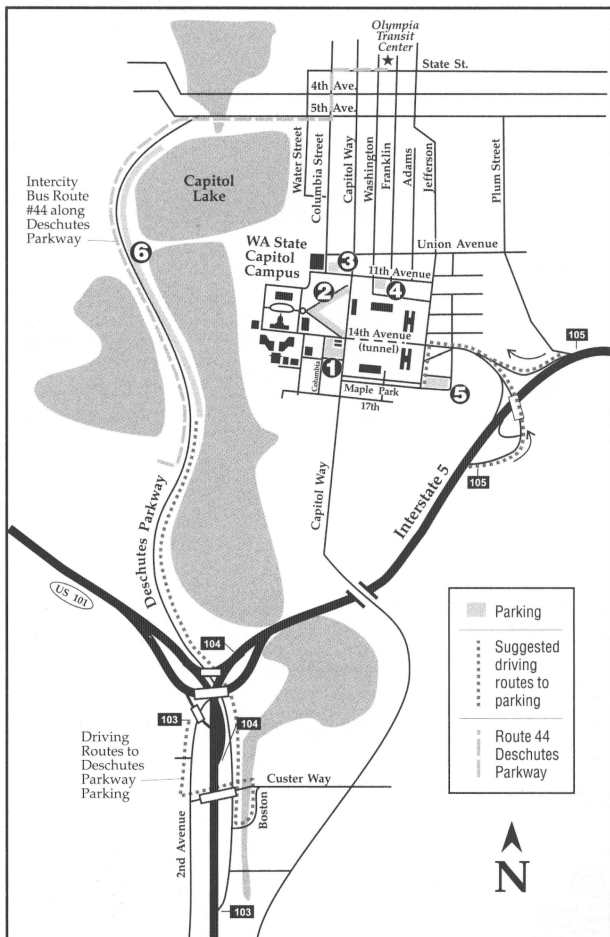 Olympia
Transit
Center
State St.
4th Ave.
5th Ave.
Water Street
Columbia Street
Capitol Way
Washington
Franklin
Adams
Jefferson
Plum Street
Intercity
Bus Route
#44 along
Deschutes
Parkway
Capitol
Lake
6
WA State
Capitol
Campus
Union Avenue
3
11th Avenue
2
4
14th Avenue
(tunnel)
1
Columbia
Maple Park
5
17th
105
105
Capitol Way
Interstate 5
Deschutes Parkway
US 101
104
103
104
Driving
Routes to
Deschutes
Parkway
Parking
Custer Way
Boston
2nd Avenue
103
Parking
Suggested
driving
routes to
parking
Route 44
Deschutes
Parkway
N